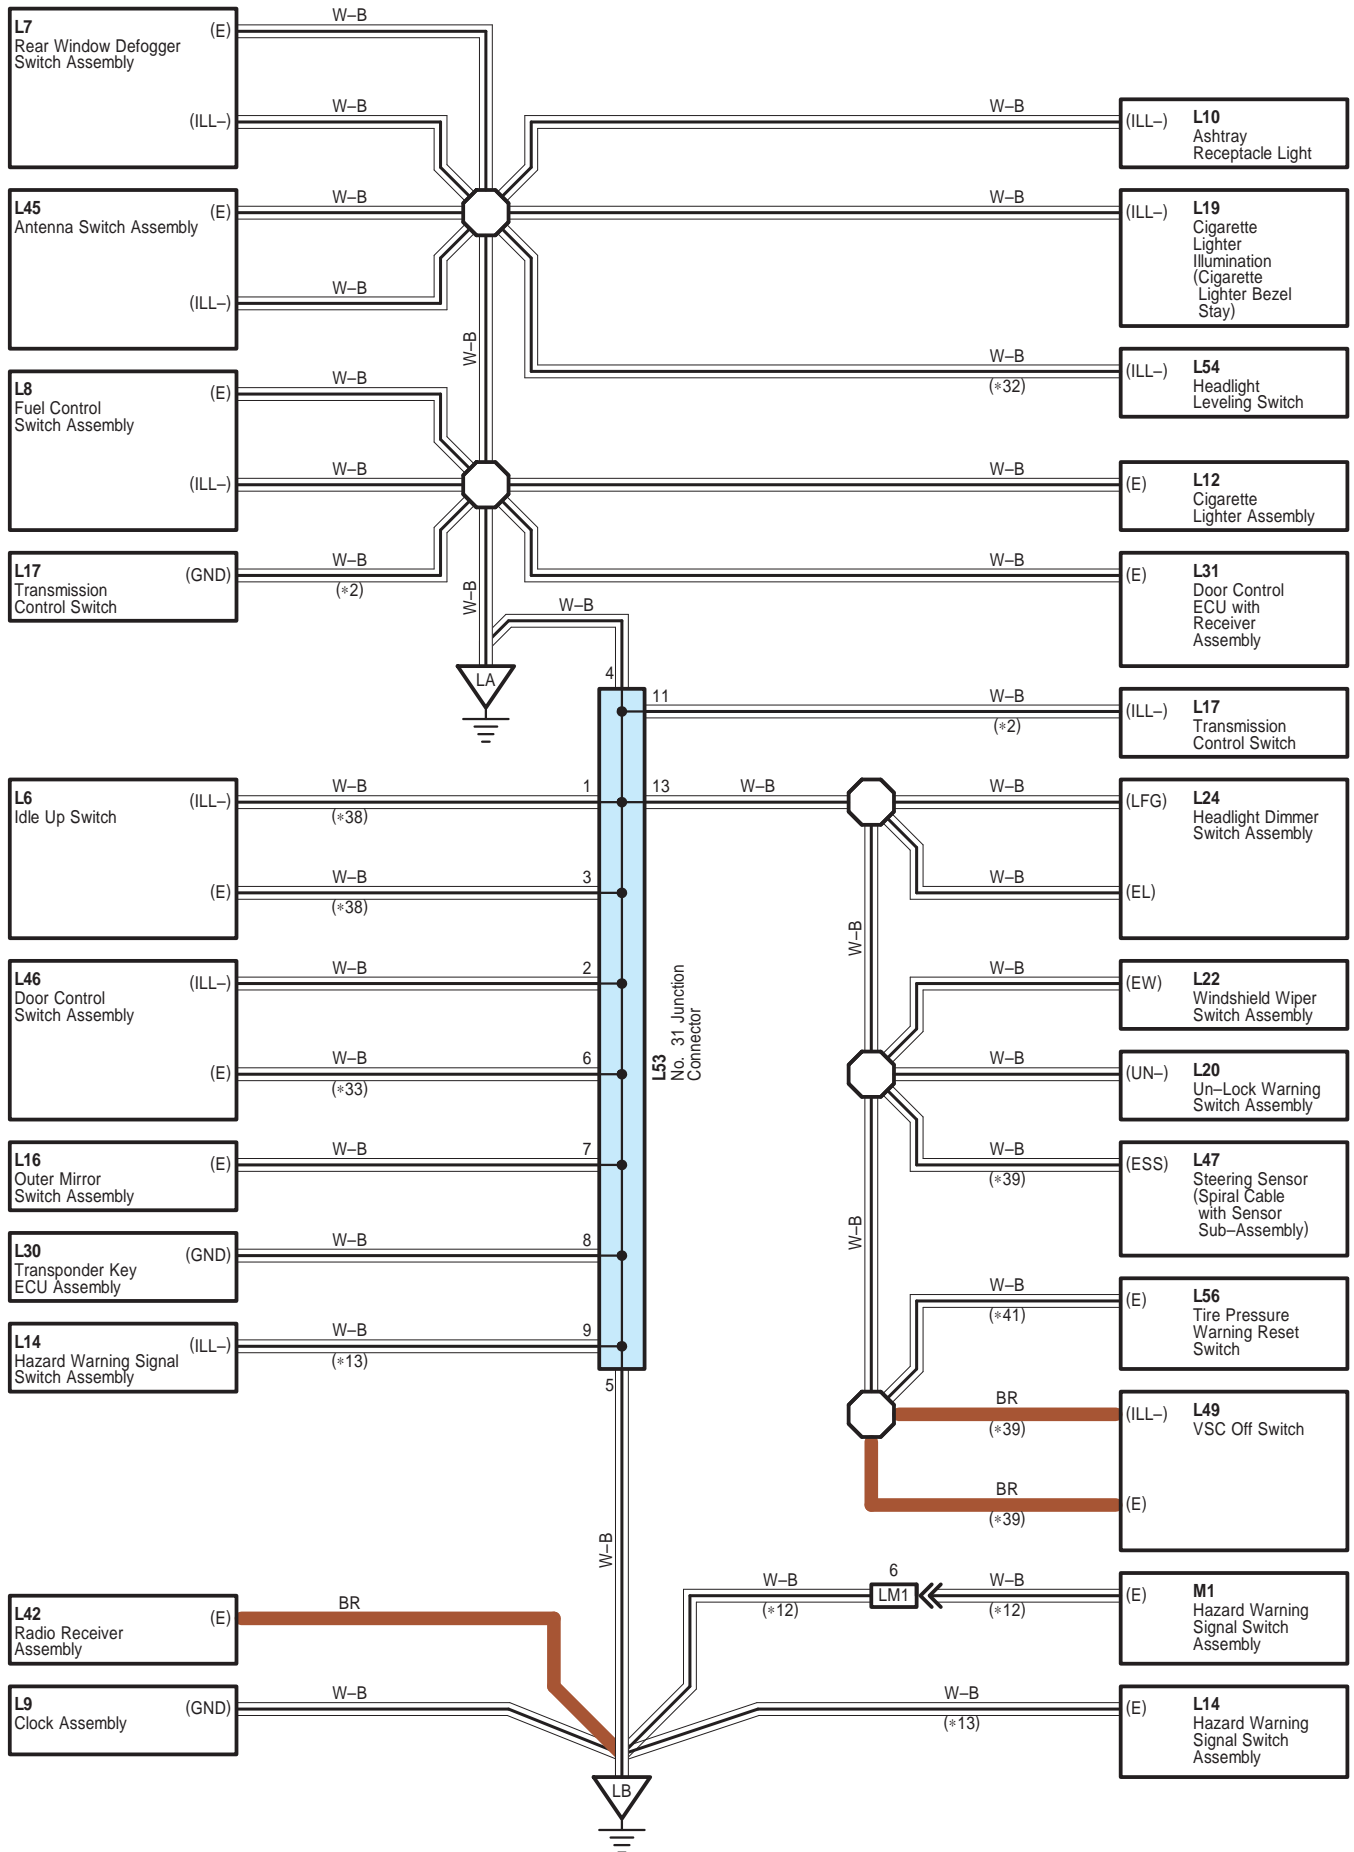 W–B
L7 (E)
Rear Window Defogger
Switch Assembly
W–B
(ILL–)
W–B
(ILL–) L10
Ashtray
Receptacle Light
L45 (E)
Antenna Switch Assembly
W–B
W–B
(ILL–)
W–B
(ILL–) L19
Cigarette
Lighter
Illumination
(Cigarette
Lighter Bezel
Stay)
W–B
W–B
(∗32)
(ILL–) L54
Headlight
Leveling Switch
L8 (E)
Fuel Control
Switch Assembly
W–B
W–B
(ILL–)
W–B
(E) L12
Cigarette
Lighter Assembly
L17 (GND)
Transmission
Control Switch
W–B
(∗2)
W–B
W–B
(E) L31
Door Control
ECU with
Receiver
Assembly
W–B
LA
4
11
W–B
(∗2)
(ILL–) L17
Transmission
Control Switch
L6 (ILL–)
Idle Up Switch
W–B
(∗38)
1
13
W–B
W–B
(LFG) L24
Headlight Dimmer
Switch Assembly
(E)
W–B
(∗38)
3
W–B
(EL)
W–B
L46 (ILL–)
Door Control
Switch Assembly
W–B
2
W–B
(EW) L22
Windshield Wiper
Switch Assembly
(E)
W–B
(∗33)
6
L53
No. 31 Junction
Connector
W–B
(UN–) L20
Un–Lock Warning
Switch Assembly
L16 (E)
Outer Mirror
Switch Assembly
W–B
7
W–B
(∗39)
(ESS) L47
Steering Sensor
(Spiral Cable
with Sensor
Sub–Assembly)
W–B
L30 (GND)
Transponder Key
ECU Assembly
W–B
8
W–B
(∗41)
(E) L56
Tire Pressure
Warning Reset
Switch
L14 (ILL–)
Hazard Warning Signal
Switch Assembly
W–B
(∗13)
9
5
BR
(∗39)
(ILL–) L49
VSC Off Switch
BR
(∗39)
(E)
W–B
W–B
(∗12)
6
LM1
W–B
(∗12)
(E) M1
Hazard Warning
Signal Switch
Assembly
L42 (E)
Radio Receiver
Assembly
BR
L9 (GND)
Clock Assembly
W–B
W–B
(∗13)
(E) L14
Hazard Warning
Signal Switch
Assembly
LB